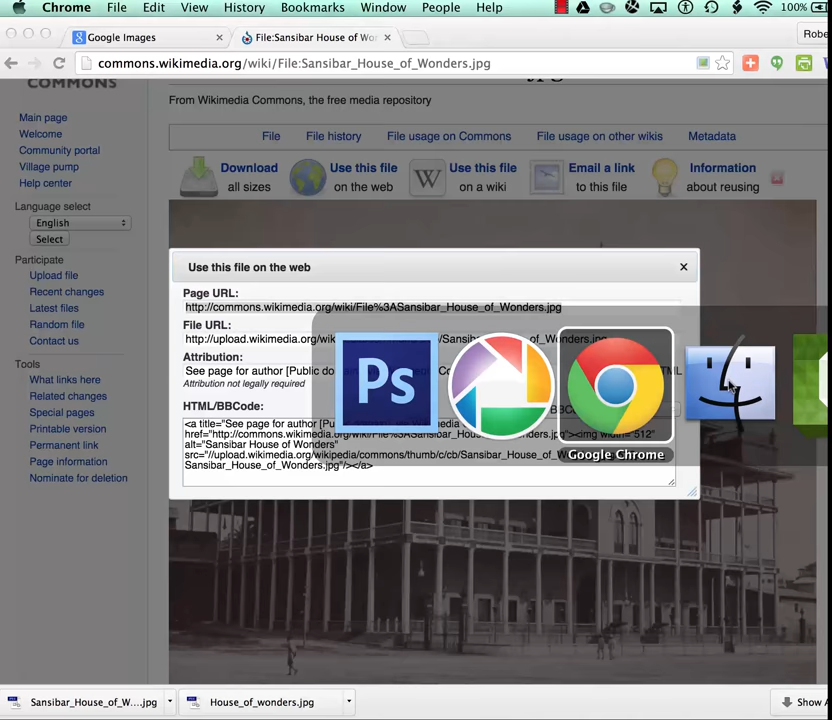 Chrome File Edit View History Bookmarks Window People Help 100%
Google Images
File:Sansibar House of Wo
Robe
commons.wikimedia.org/wiki/File:Sansibar_House_of_Wonders.jpg
COMMONS
From Wikimedia Commons, the free media repository
File File history File usage on Commons File usage on other wikis Metadata
Main page
Welcome
Community portal
Village pump
Help center
Language select
English
Select
Participate
Upload file
Recent changes
Latest files
Random file
Contact us
Tools
What links here
Related changes
Special pages
Printable version
Permanent link
Page information
Nominate for deletion
Download
all sizes
Use this file
on the web
W
Use this file
on a wiki
Email a link
to this file
Information
about reusing
Use this file on the web
Page URL:
http://commons.wikimedia.org/wiki/File%3ASansibar_House_of_Wonders.jpg
File URL:
http://upload.wikimedia.org/wikipedia/commons/c/cb/Sansibar_House_of_Wonders.jpg
Attribution:
See page for author [Public do
HTML
Attribution not legally required
HTML/BBCode:
<a title="See page for author [Pu
href="http://commons.wikimedia.org/wiki/File%3ASansibar_House_of_Wonders.jpg"><img width="512"
alt="Sansibar House of Wonders"
src="//upload.wikimedia.org/wikipedia/commons/thumb/c/cb/Sansibar_House_of_
Sansibar_House_of_Wonders.jpg"/></a>
Ps
Google Chrome
Sansibar_House_of_W....jpg
House_of_wonders.jpg
Show